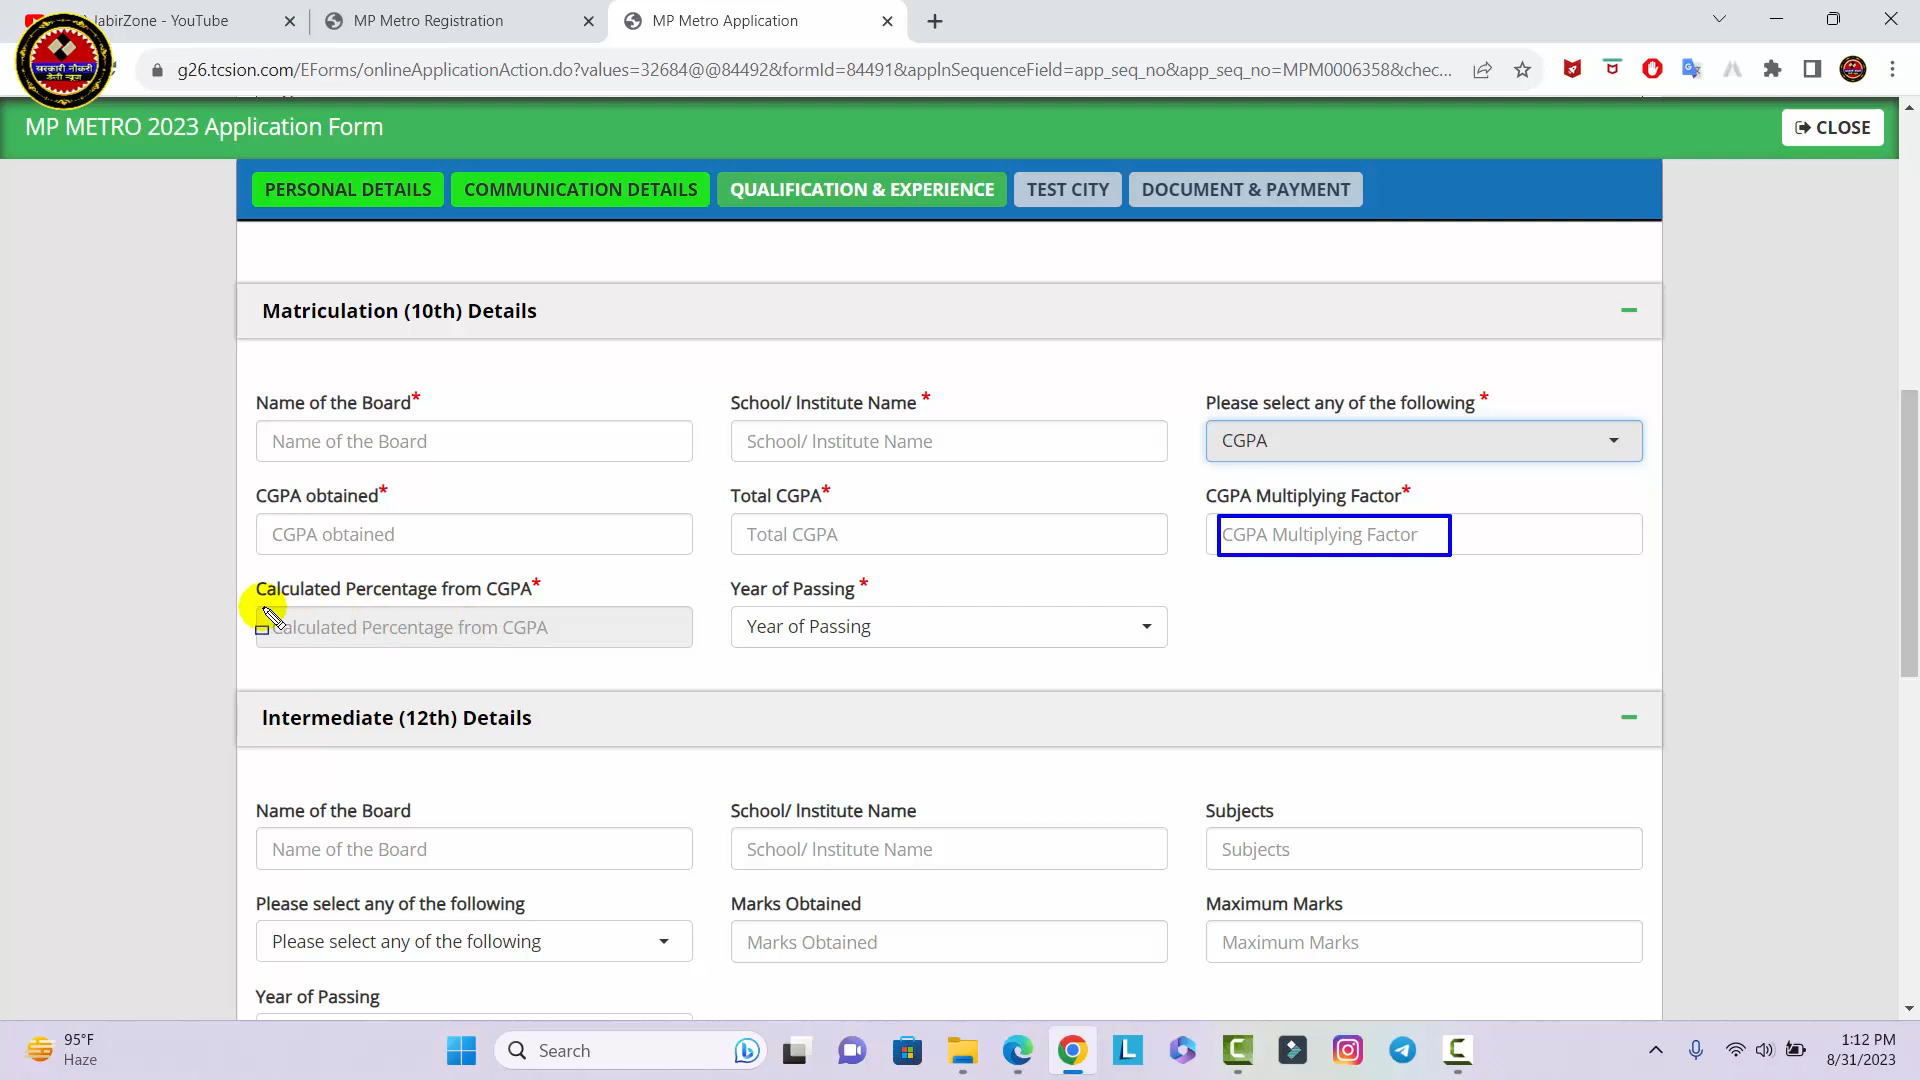 JabirZone - YouTube
MP Metro Registration
MP Metro Application
सरकारी नौकरी
डेली न्यूज
g26.tcsion.com/EForms/onlineApplicationAction.do?values=32684@@84492&formId=84491&applnSequenceField=app_seq_no&app_seq_no=MPM0006358&chec...
MP METRO 2023 Application Form
CLOSE
PERSONAL DETAILS
COMMUNICATION DETAILS
QUALIFICATION & EXPERIENCE
TEST CITY
DOCUMENT & PAYMENT
Matriculation (10th) Details
Name of the Board*
School/ Institute Name *
Please select any of the following *
Name of the Board
School/ Institute Name
CGPA
CGPA obtained*
Total CGPA*
CGPA Multiplying Factor*
CGPA obtained
Total CGPA
CGPA Multiplying Factor
Calculated Percentage from CGPA*
Year of Passing *
Calculated Percentage from CGPA
Year of Passing
Intermediate (12th) Details
Name of the Board
School/ Institute Name
Subjects
Name of the Board
School/ Institute Name
Subjects
Please select any of the following
Marks Obtained
Maximum Marks
Please select any of the following
Marks Obtained
Maximum Marks
Year of Passing
95°F
Haze
Search
1:12 PM
8/31/2023